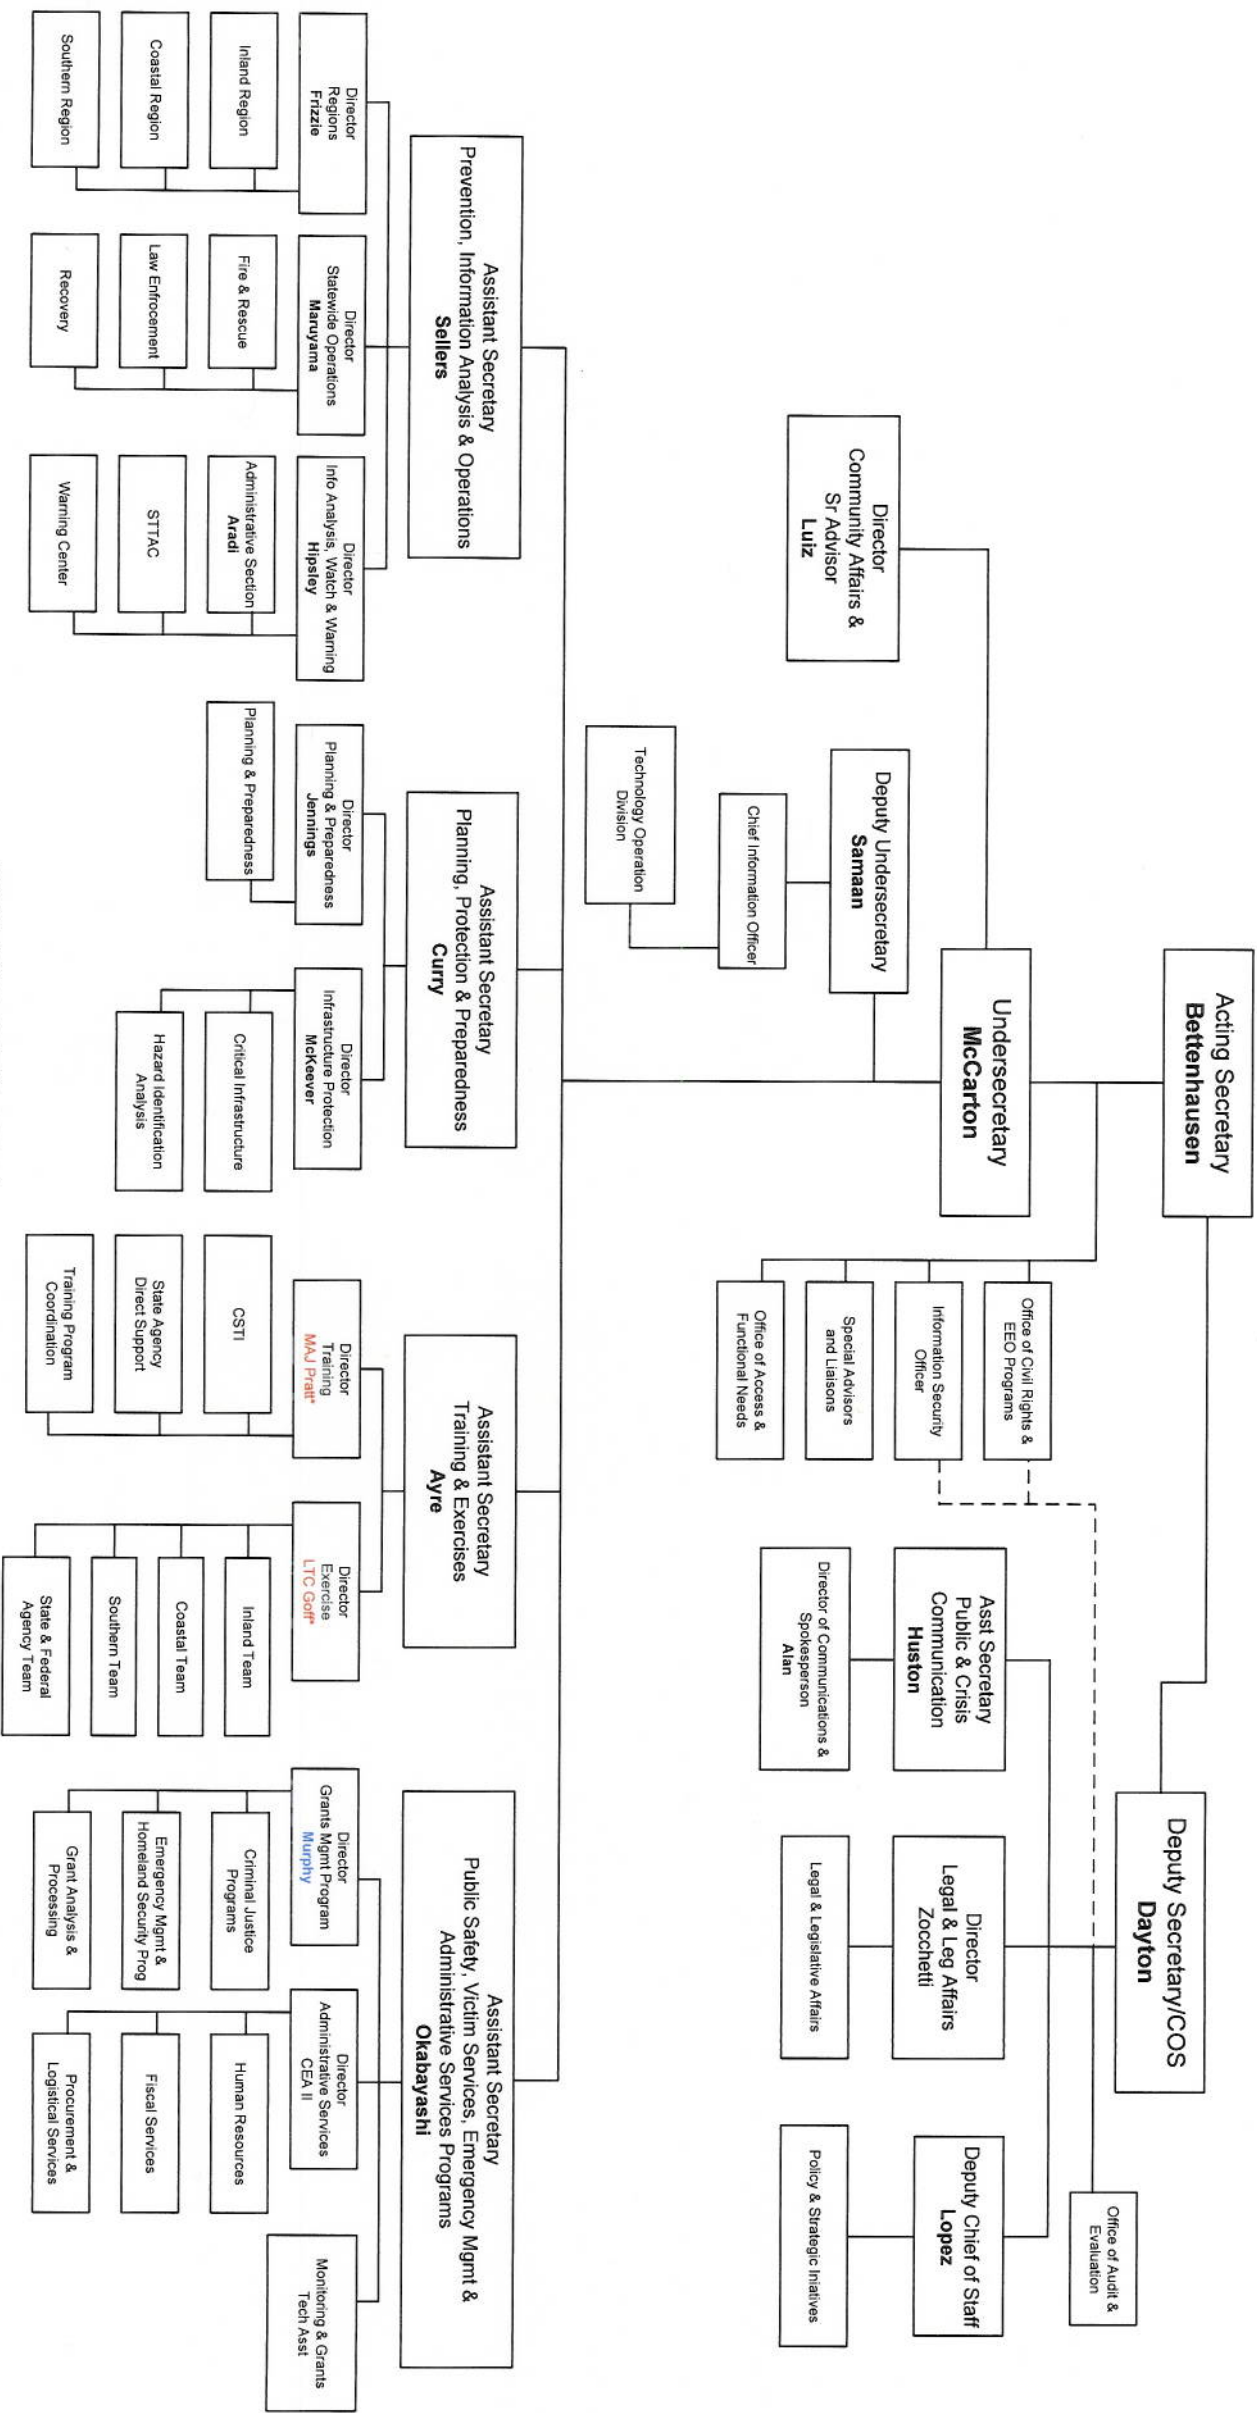 Acting Secretary
Bettenhausen
Deputy Secretary/COS
Dayton
Undersecretary
McCarton
Office of Audit &
Evaluation
Director
Community Affairs &
Sr Advisor
Luiz
Deputy Undersecretary
Samaan
Chief Information Officer
Technology Operation
Division
Office of Civil Rights &
EEO Programs
Information Security
Officer
Special Advisors
and Liaisons
Office of Access &
Functional Needs
Asst Secretary
Public & Crisis
Communication
Huston
Director of Communications &
Spokesperson
Alan
Director
Legal & Leg Affairs
Zocchetti
Legal & Legislative Affairs
Deputy Chief of Staff
Lopez
Policy & Strategic Iniatives
Assistant Secretary
Prevention, Information Analysis & Operations
Sellers
Director
Regions
Frizzie
Inland Region
Coastal Region
Southern Region
Director
Statewide Operations
Maruyama
Fire & Rescue
Law Enfrocement
Recovery
Director
Info Analysis, Watch & Warning
Hipsley
Administrative Section
Aradi
STTAC
Warning Center
Assistant Secretary
Planning, Protection & Preparedness
Curry
Director
Planning & Preparedness
Jennings
Planning & Preparedness
Director
Infrastructure Protection
McKeever
Critical Infrastructure
Hazard Identification
Analysis
Assistant Secretary
Training & Exercises
Ayre
Director
Training
MAJ Pratt*
CSTI
State Agency
Direct Support
Training Program
Coordination
Director
Exercise
LTC Goff*
Inland Team
Coastal Team
Southern Team
State & Federal
Agency Team
Assistant Secretary
Public Safety, Victim Services, Emergency Mgmt &
Administrative Services Programs
Okabayashi
Director
Grants Mgmt Program
Murphy
Criminal Justice
Programs
Emergency Mgmt &
Homeland Security Prog
Grant Analysis &
Processing
Director
Administrative Services
CEA II
Human Resources
Fiscal Services
Procurement &
Logistical Services
Monitoring & Grants
Tech Asst